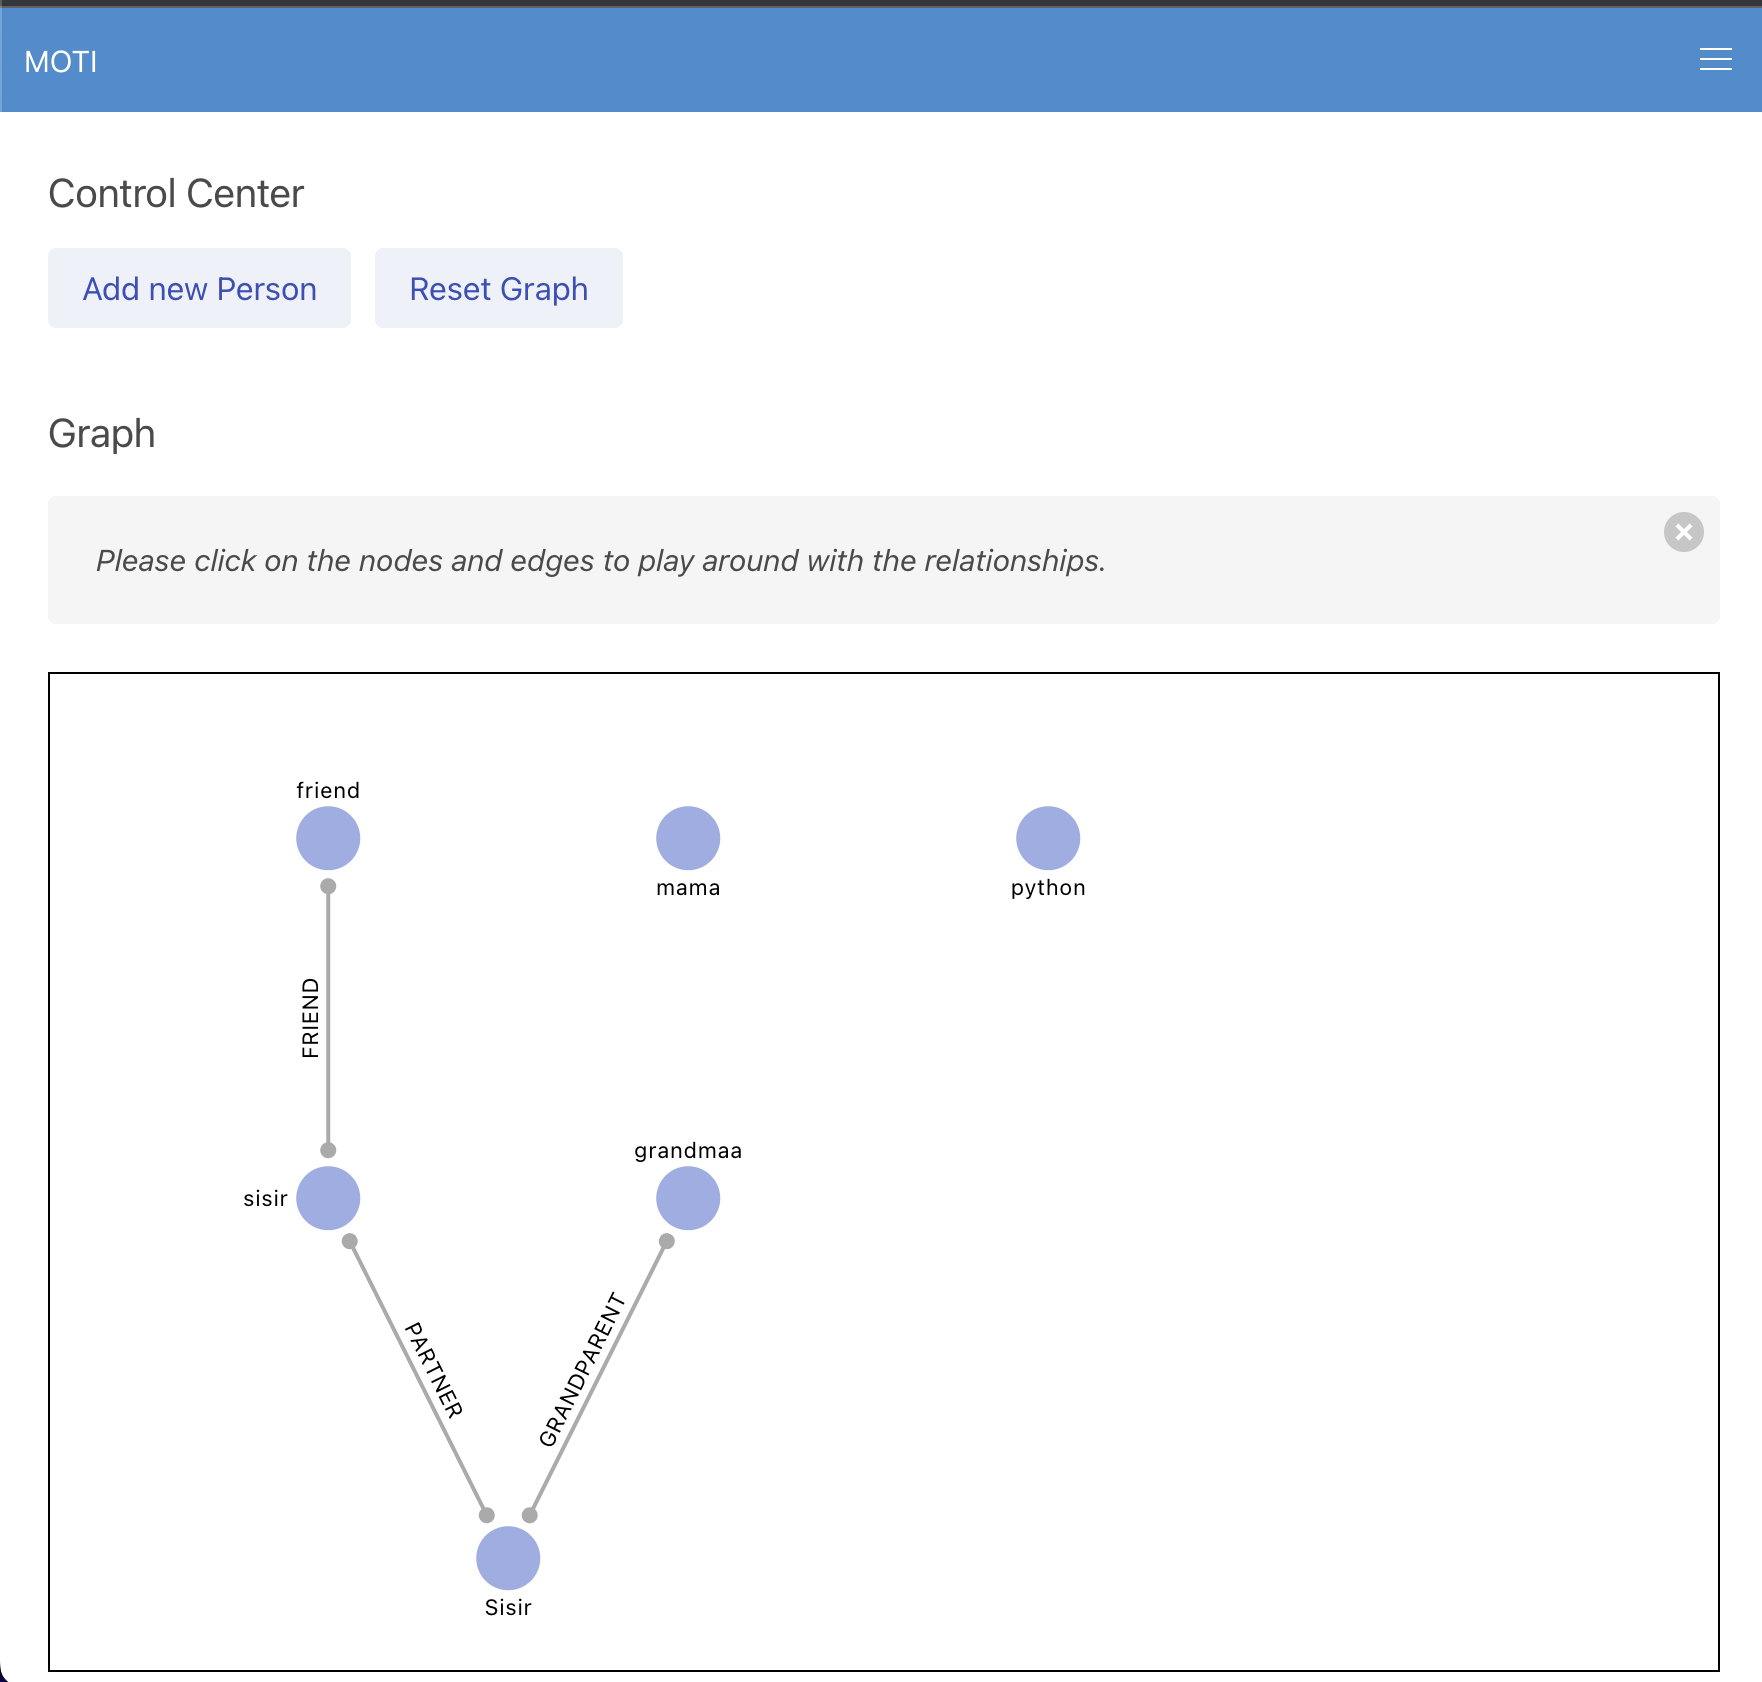 MOTI
Control Center
Add new Person
Reset Graph
Graph
Please click on the nodes and edges to play around with the relationships.
friend
mama
python
FRIEND
sisir
grandmaa
PARTNER
GRANDPARENT
Sisir